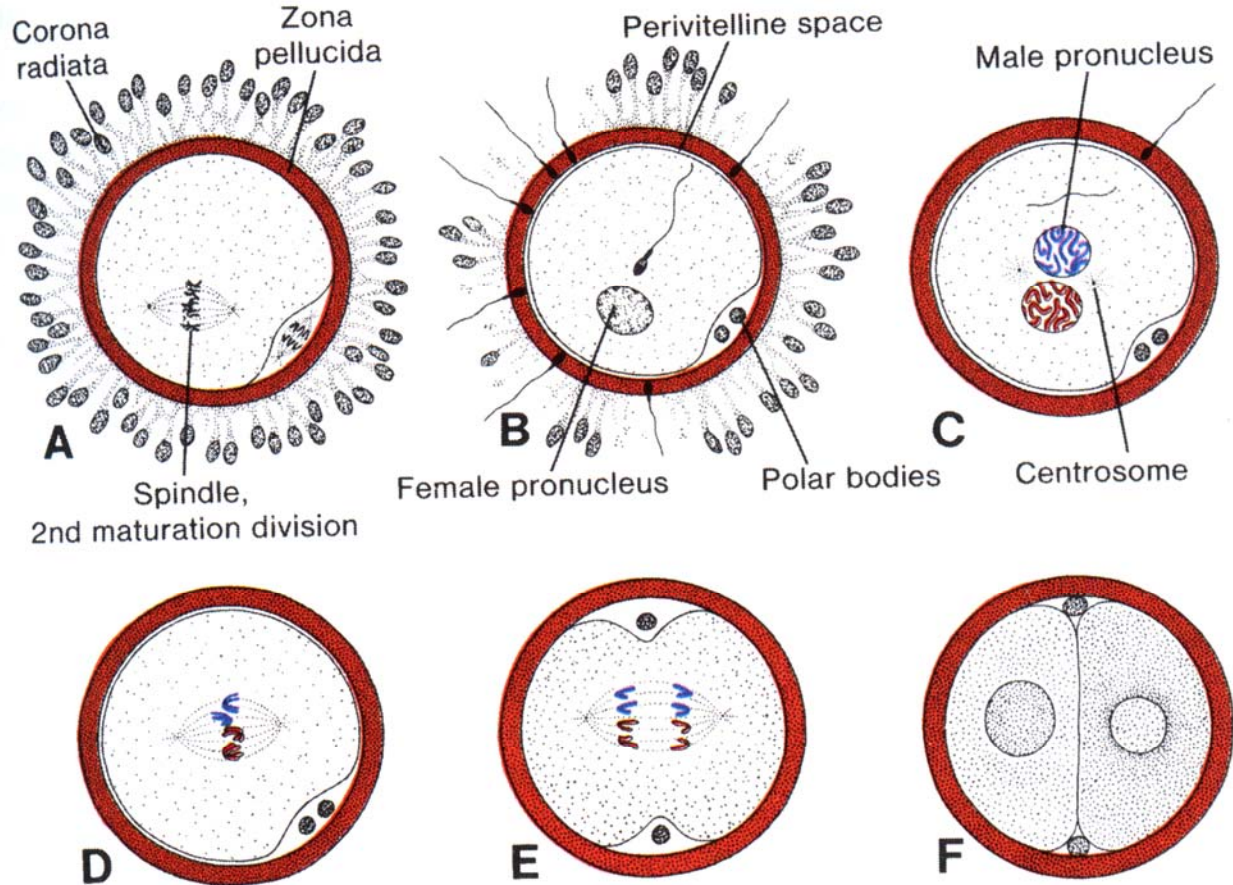 Corona
radiata
Zona
pellucida
Perivitelline space
Male pronucleus
A
B
C
Spindle,
2nd maturation division
Female pronucleus
Polar bodies
Centrosome
D
E
F